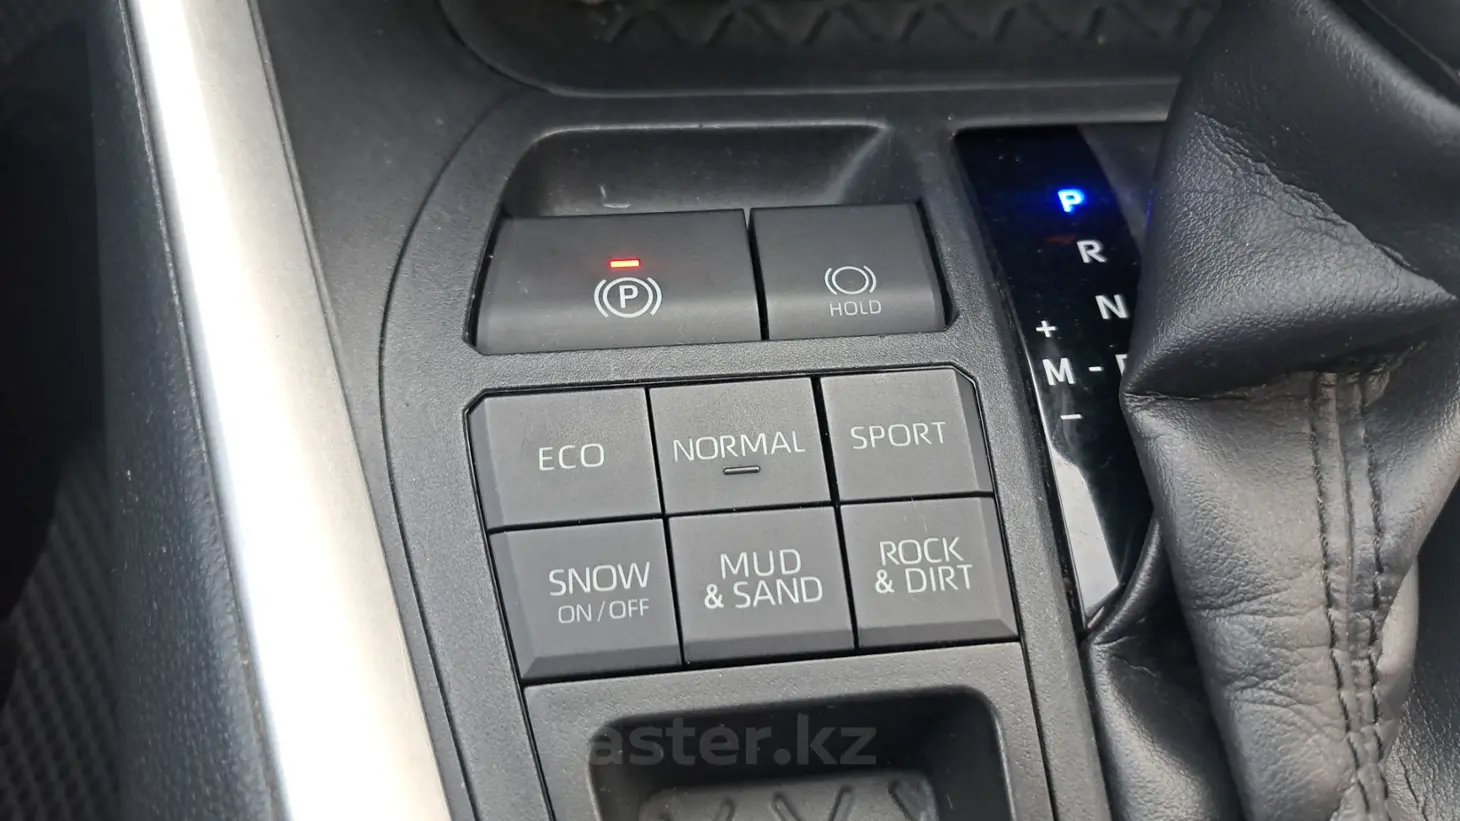 P
HOLD
P
R
N
+
M -
−
ECO
NORMAL
SPORT
SNOW
ON / OFF
MUD
& SAND
ROCK
& DIRT
aster.kz